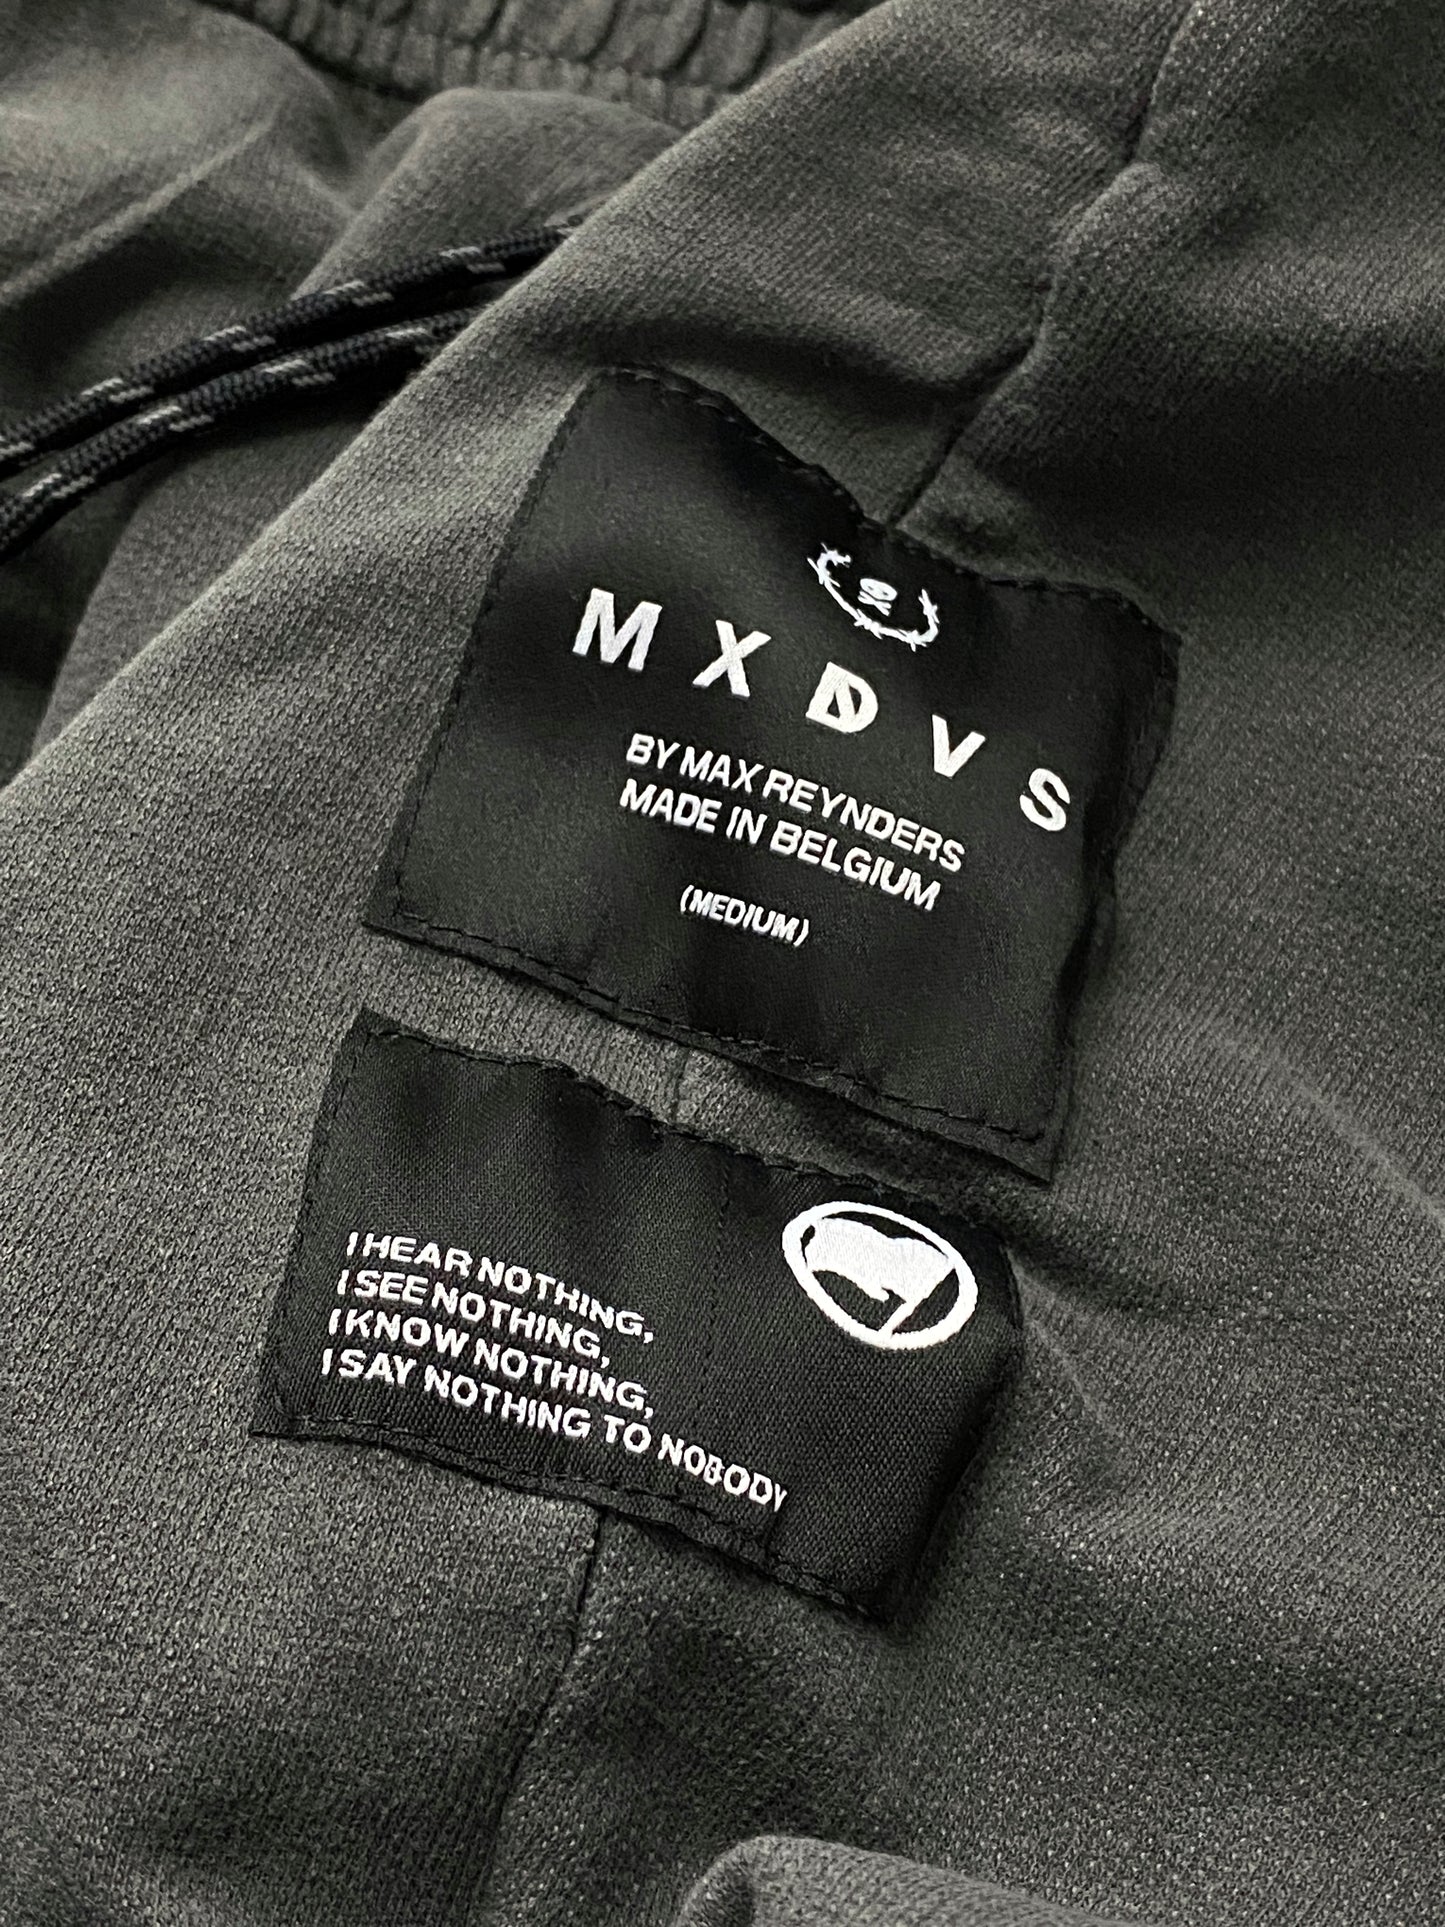 MXDVS
BY MAX REYNDERS
MADE IN BELGIUM
(MEDIUM)
I HEAR NOTHING,
I SEE NOTHING,
I KNOW NOTHING,
I SAY NOTHING TO NOBODY